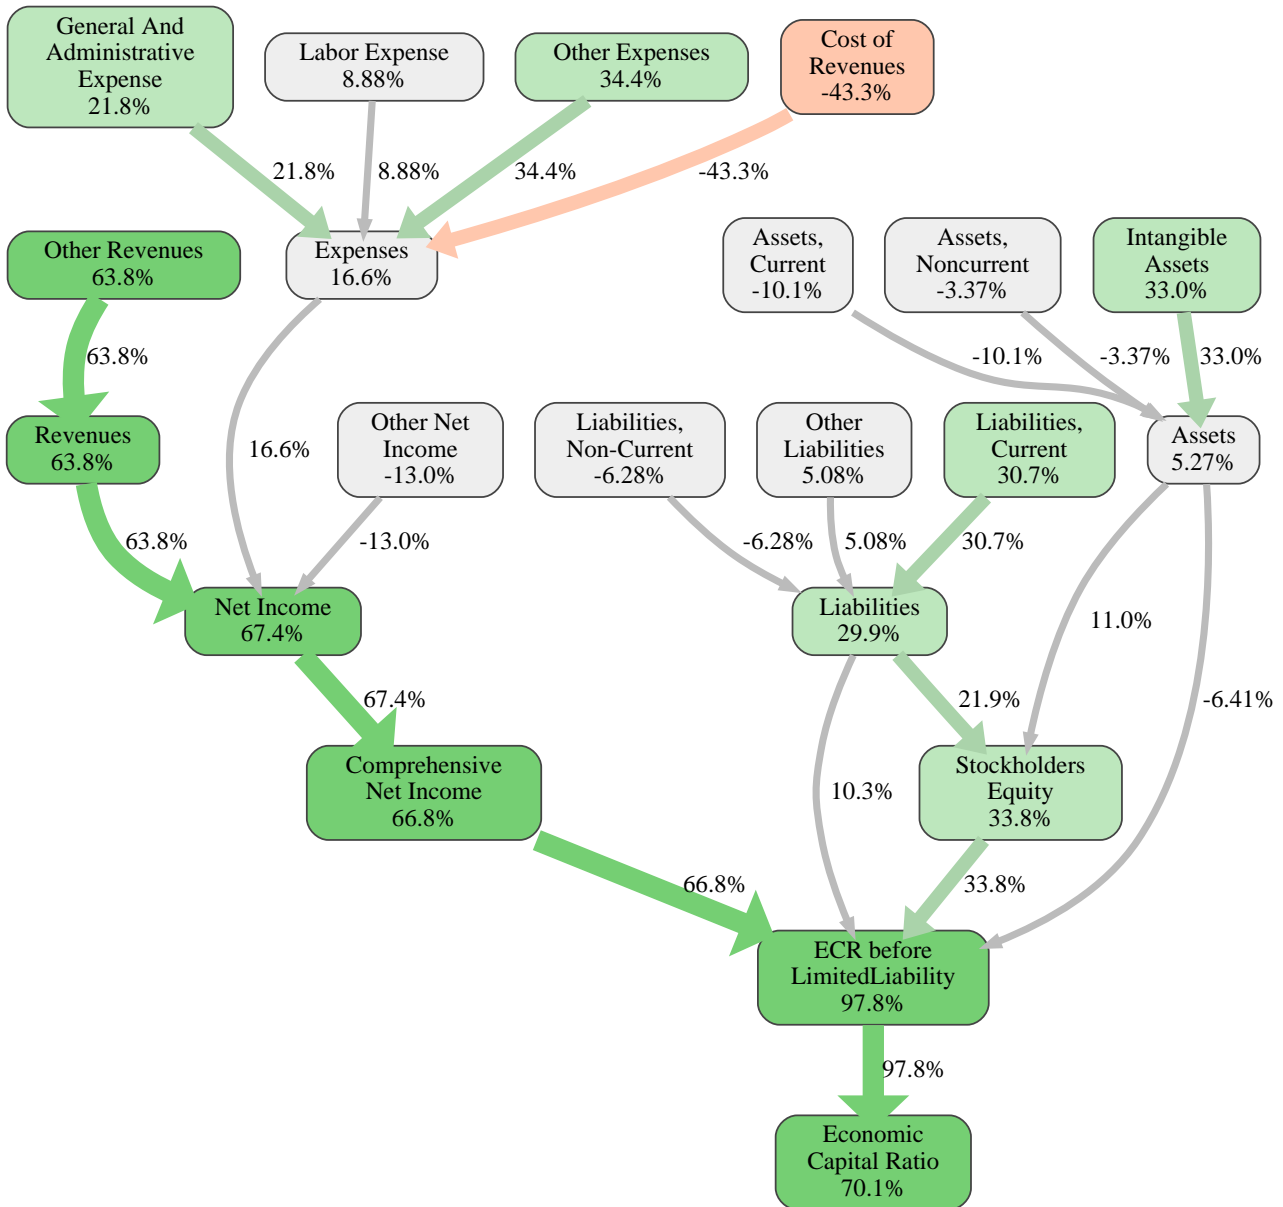 General And
Administrative
Expense
21.8%
Labor Expense
8.88%
Other Expenses
34.4%
Cost of
Revenues
-43.3%
21.8%
8.88%
34.4%
-43.3%
Other Revenues
63.8%
Expenses
16.6%
Assets,
Current
-10.1%
Assets,
Noncurrent
-3.37%
Intangible
Assets
33.0%
63.8%
-10.1%
-3.37%
33.0%
Revenues
63.8%
16.6%
Other Net
Income
-13.0%
Liabilities,
Non-Current
-6.28%
Other
Liabilities
5.08%
Liabilities,
Current
30.7%
Assets
5.27%
63.8%
-13.0%
-6.28%
5.08%
30.7%
Net Income
67.4%
Liabilities
29.9%
11.0%
67.4%
21.9%
-6.41%
Comprehensive
Net Income
66.8%
10.3%
Stockholders
Equity
33.8%
66.8%
33.8%
ECR before
LimitedLiability
97.8%
97.8%
Economic
Capital Ratio
70.1%